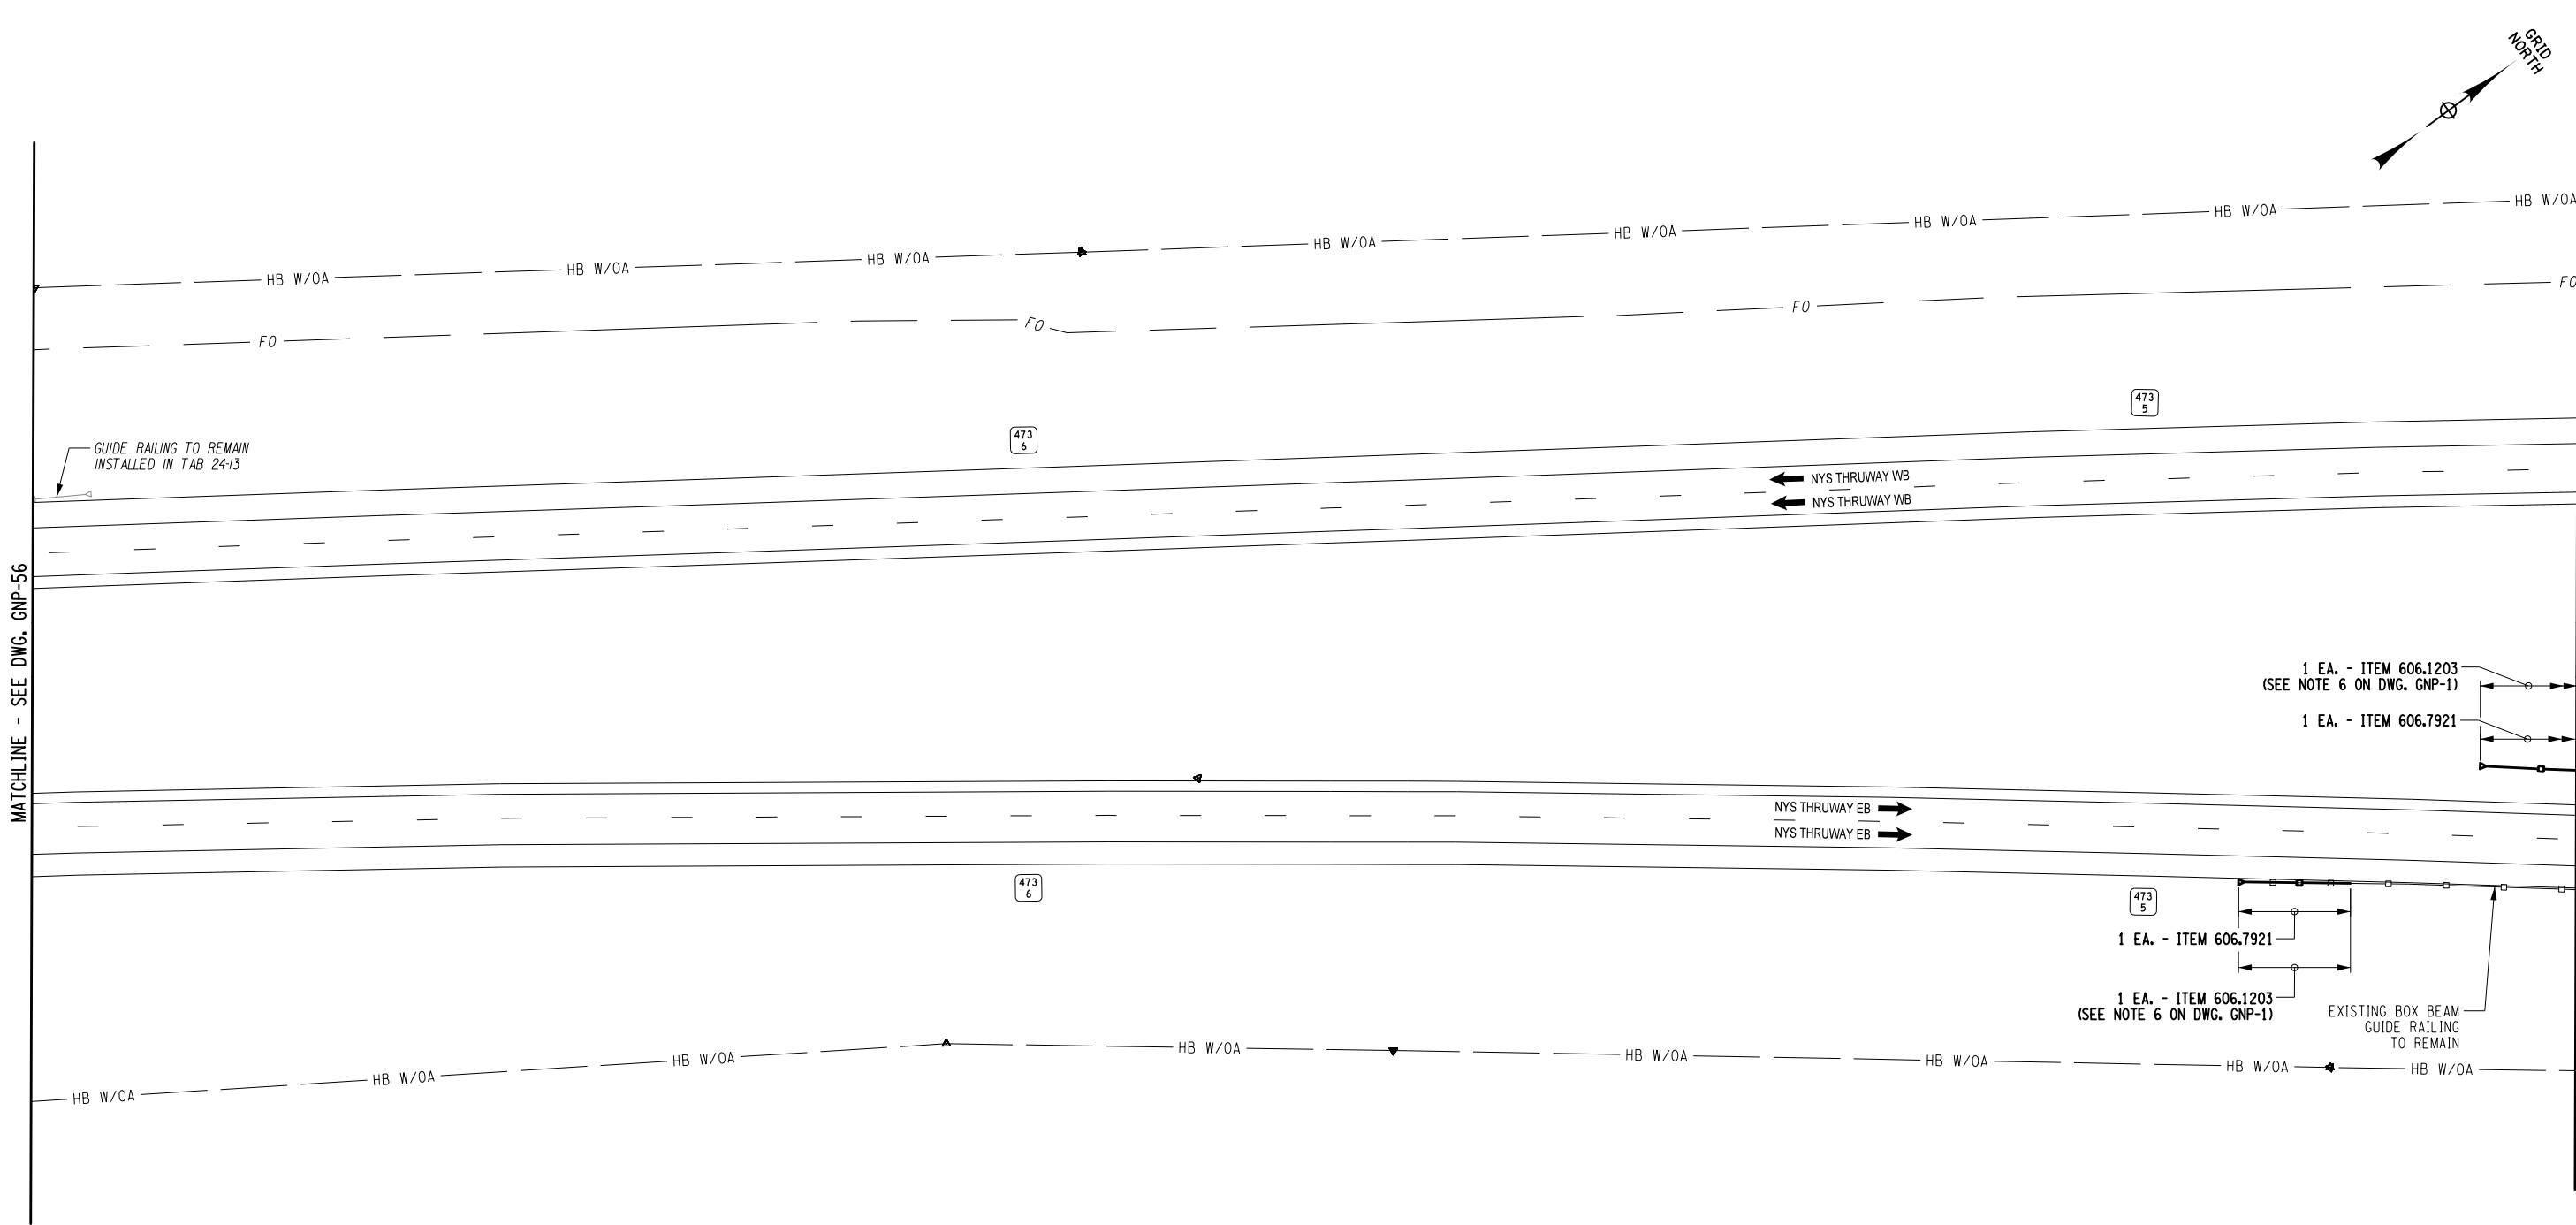 GRID
NORTH
HB W/OA
HB W/OA
HB W/OA
HB W/OA
HB W/OA
HB W/OA
HB W/OA
HB W/OA
FO
FO
FO
FO
473
5
473
6
GUIDE RAILING TO REMAIN
INSTALLED IN TAB 24-13
NYS THRUWAY WB
NYS THRUWAY WB
MATCHLINE - SEE DWG. GNP-56
1 EA. - ITEM 606.1203
(SEE NOTE 6 ON DWG. GNP-1)
1 EA. - ITEM 606.7921
NYS THRUWAY EB
NYS THRUWAY EB
473
6
473
5
1 EA. - ITEM 606.7921
1 EA. - ITEM 606.1203
(SEE NOTE 6 ON DWG. GNP-1)
EXISTING BOX BEAM
GUIDE RAILING
TO REMAIN
HB W/OA
HB W/OA
HB W/OA
HB W/OA
HB W/OA
HB W/OA
HB W/OA
HB W/OA